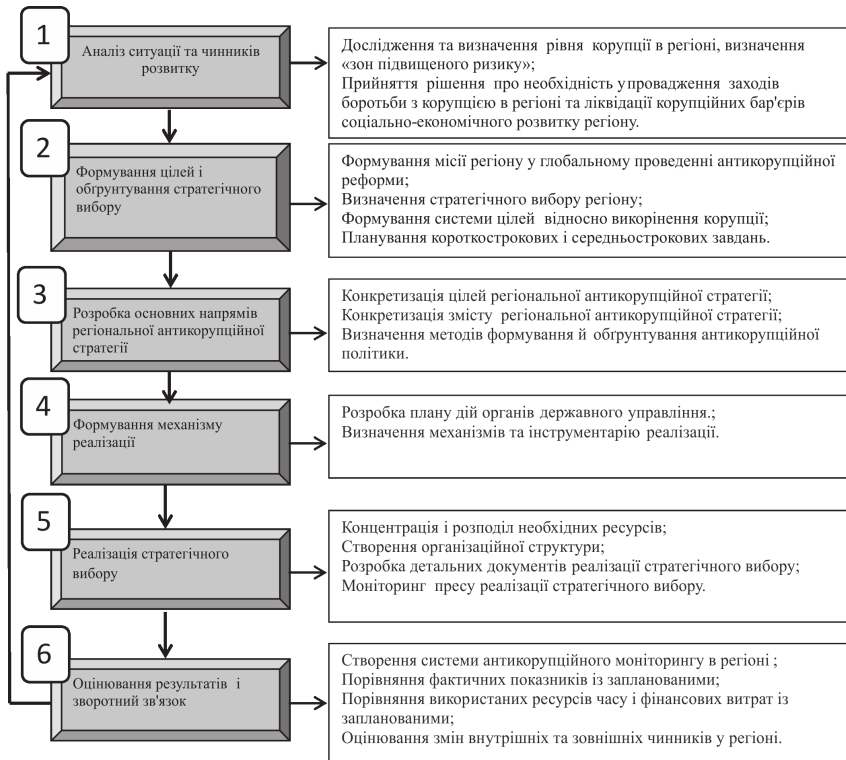 1
Аналіз ситуації та чинників
розвитку
Дослідження та визначення рівня корупції в регіоні, визначення
«зон підвищеного ризику»;
Прийняття рішення про необхідність упровадження заходів
боротьби з корупцією в регіоні та ліквідації корупційних бар'єрів
соціально-економічного розвитку регіону.
2
Формування цілей і
обґрунтування стратегічного
вибору
Формування місії регіону у глобальному проведенні антикорупційної
реформи;
Визначення стратегічного вибору регіону;
Формування системи цілей відносно викорінення корупції;
Планування короткострокових і середньострокових завдань.
3
Розробка основних напрямів
регіональної антикорупційної
стратегії
Конкретизація цілей регіональної антикорупційної стратегії;
Конкретизація змісту регіональної антикорупційної стратегії;
Визначення методів формування й обґрунтування антикорупційної
політики.
4
Формування механізму
реалізації
Розробка плану дій органів державного управління.;
Визначення механізмів та інструментарію реалізації.
5
Реалізація стратегічного
вибору
Концентрація і розподіл необхідних ресурсів;
Створення організаційної структури;
Розробка детальних документів реалізації стратегічного вибору;
Моніторинг пресу реалізації стратегічного вибору.
6
Оцінювання результатів і
зворотний зв'язок
Створення системи антикорупційного моніторингу в регіоні ;
Порівняння фактичних показників із запланованими;
Порівняння використаних ресурсів часу і фінансових витрат із
запланованими;
Оцінювання змін внутрішніх та зовнішніх чинників у регіоні.